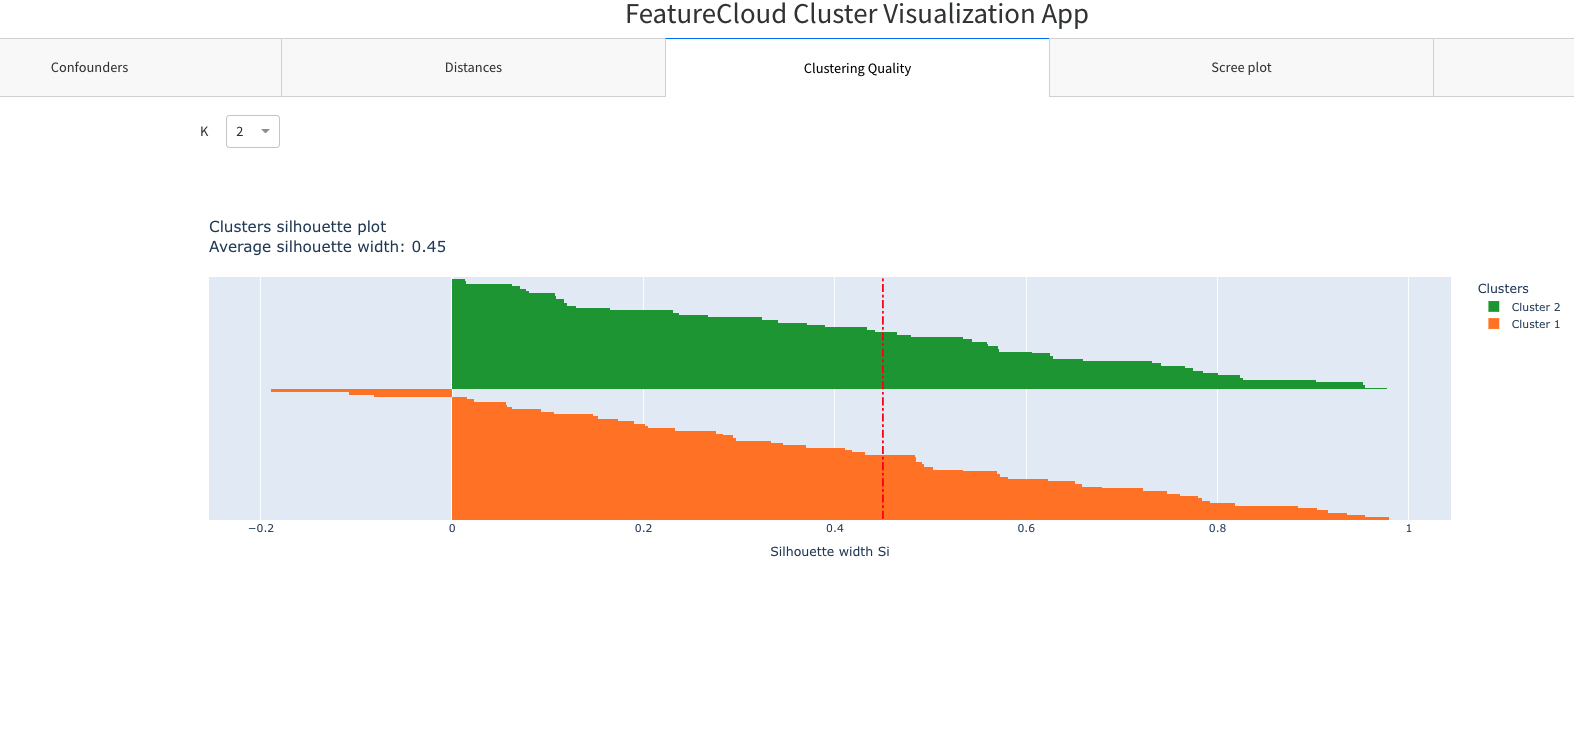 FeatureCloud Cluster Visualization App
Confounders
Distances
Clustering Quality
Scree plot
K
2
Clusters silhouette plot
Average silhouette width: 0.45
Clusters
Cluster 2
Cluster 1
−0.2
0
0.2
0.4
0.6
0.8
1
Silhouette width Si